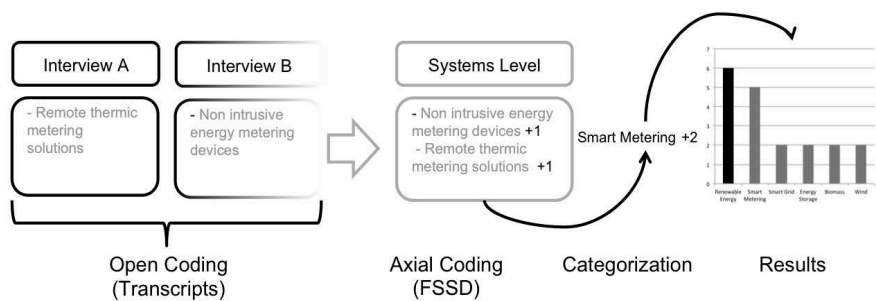 Interview A
Interview B
Systems Level
- Remote thermic
metering
solutions
- Non intrusive
energy metering
devices
- Non intrusive energy
metering devices +1
- Remote thermic
metering solutions +1
Smart Metering +2
7
6
5
4
3
2
1
0
Renewable
Energy
Smart
Metering
Smart Grid
Energy
Storage
Biomass
Wind
Open Coding
(Transcripts)
Axial Coding
(FSSD)
Categorization
Results